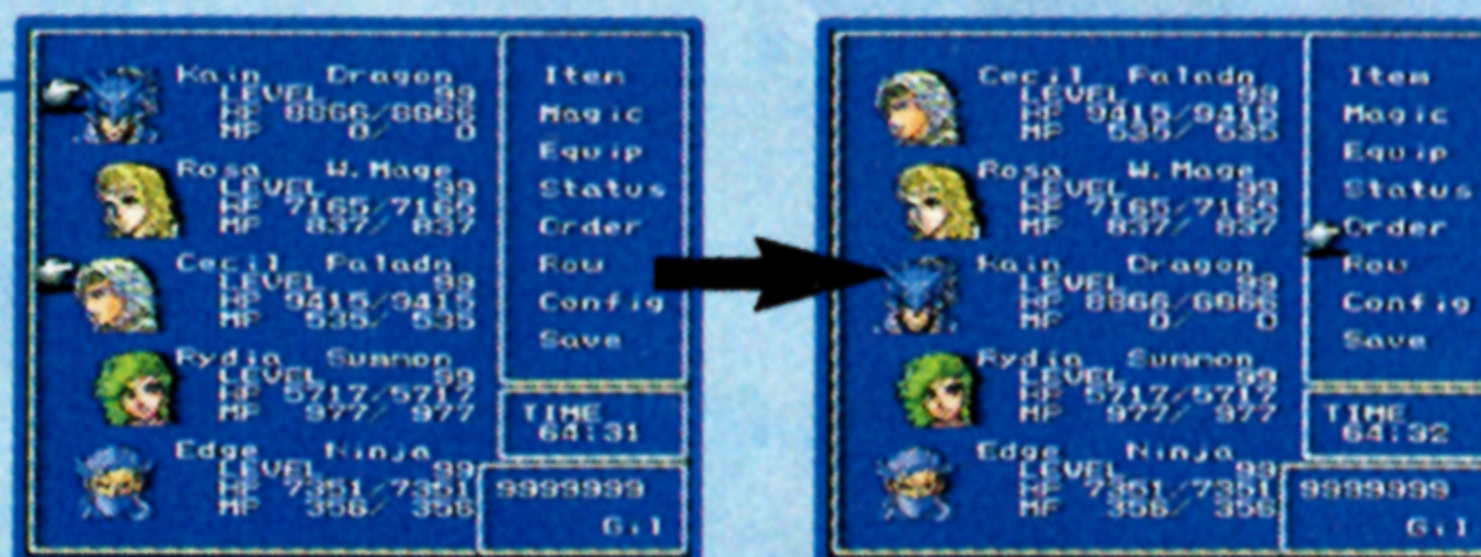 Kain Dragon
LEVEL 99
HP 8866/8866
MP 0/ 0
Rosa W.Mage
LEVEL 99
HP 7165/7165
MP 837/ 837
Cecil Paladn
LEVEL 99
HP 9415/9415
MP 535/ 535
Rydia Summon
LEVEL 99
HP 5717/5717
MP 977/ 977
Edge Ninja
LEVEL 99
HP 7351/7351
MP 356/ 356
Item
Magic
Equip
Status
Order
Row
Config
Save
TIME
64:31
9999999
Gil
Cecil Paladn
LEVEL 99
HP 9415/9415
MP 535/ 535
Rosa W.Mage
LEVEL 99
HP 7165/7165
MP 837/ 837
Kain Dragon
LEVEL 99
HP 8866/8866
MP 0/ 0
Rydia Summon
LEVEL 99
HP 5717/5717
MP 977/ 977
Edge Ninja
LEVEL 99
HP 7351/7351
MP 356/ 356
Item
Magic
Equip
Status
Order
Row
Config
Save
TIME
64:32
9999999
Gil